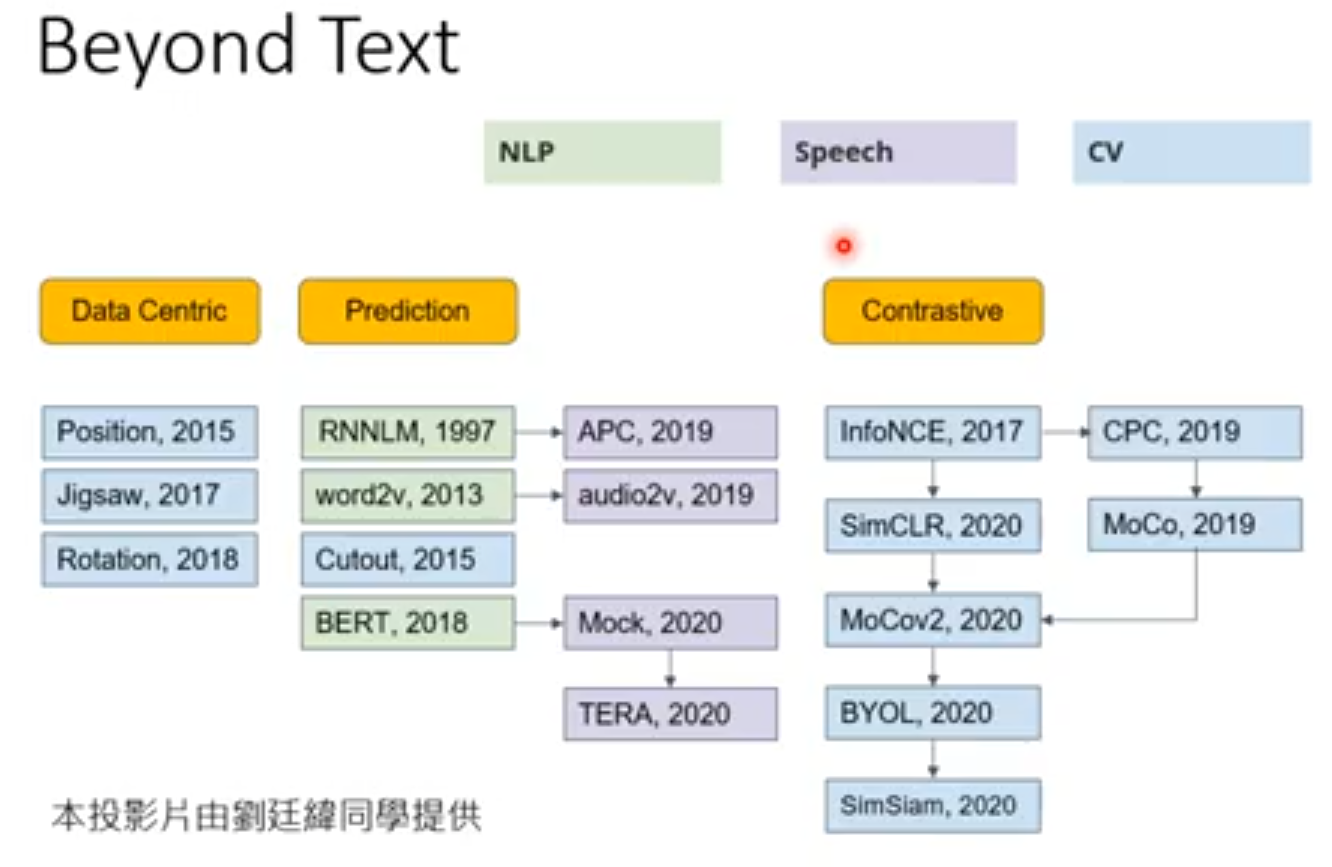 Beyond Text
NLP
Speech
CV
Data Centric
Prediction
Contrastive
Position, 2015
Jigsaw, 2017
Rotation, 2018
RNNLM, 1997
word2v, 2013
Cutout, 2015
BERT, 2018
APC, 2019
audio2v, 2019
Mock, 2020
TERA, 2020
InfoNCE, 2017
SimCLR, 2020
MoCov2, 2020
BYOL, 2020
SimSiam, 2020
CPC, 2019
MoCo, 2019
本投影片由劉廷緯同學提供